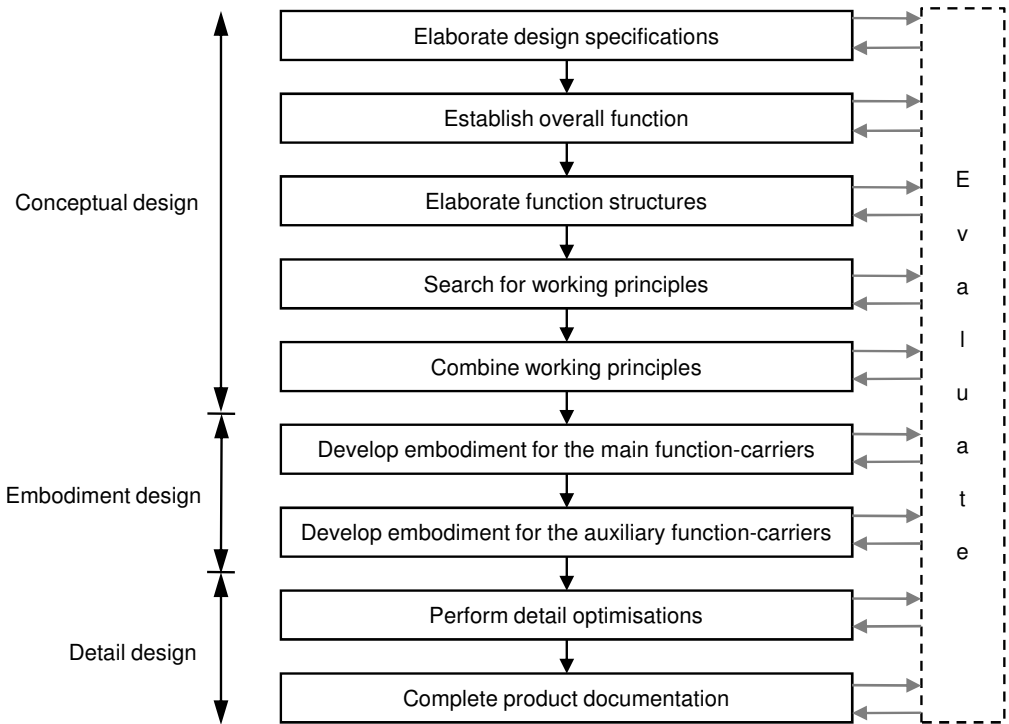 Elaborate design specifications
Establish overall function
Conceptual design
Elaborate function structures
Search for working principles
Combine working principles
Develop embodiment for the main function-carriers
Embodiment design
Develop embodiment for the auxiliary function-carriers
Perform detail optimisations
Detail design
Complete product documentation
E
v
a
l
u
a
t
e